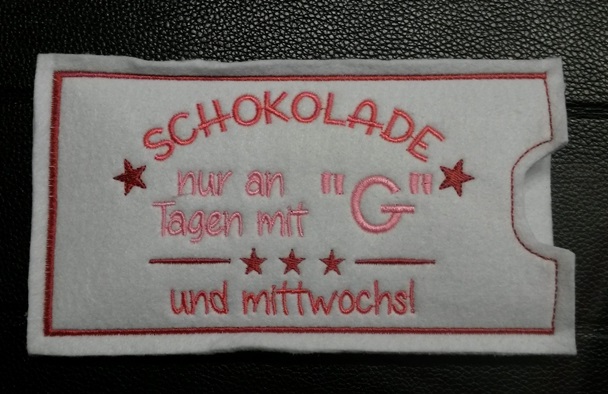 SCHOKOLADE
nur an
Tagen mit "G"
und mittwochs!